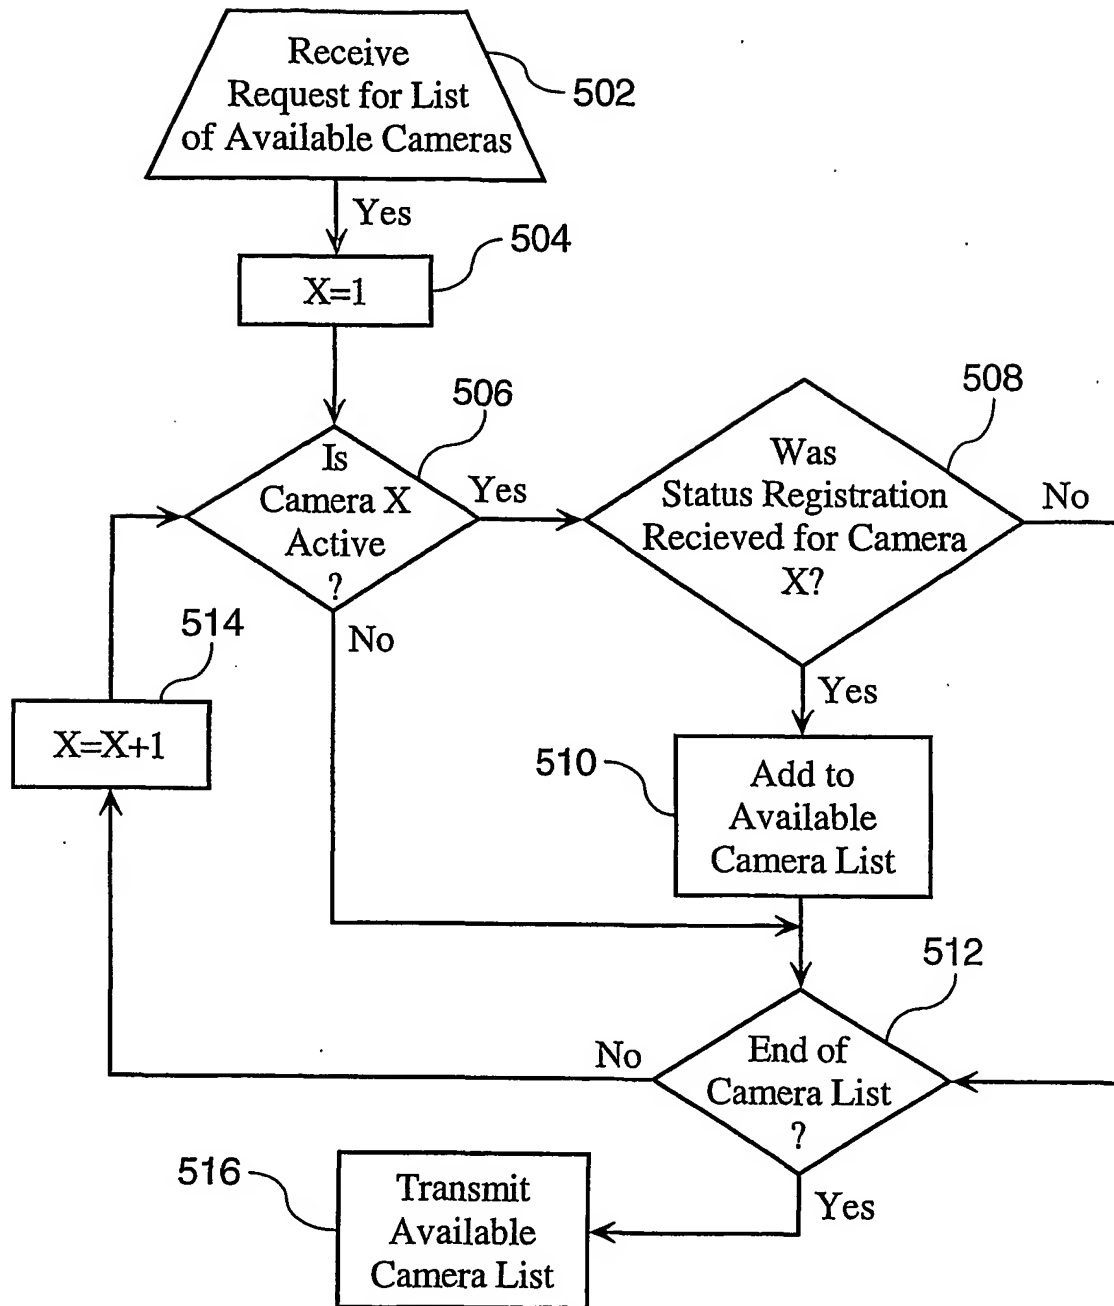 Receive
Request for List
of Available Cameras
502
Yes
504
X=1
506
Is
Camera X
Active
?
Yes
No
508
Was
Status Registration
Recieved for Camera
X?
No
Yes
514
X=X+1
510
Add to
Available
Camera List
512
End of
Camera List
?
No
Yes
516
Transmit
Available
Camera List